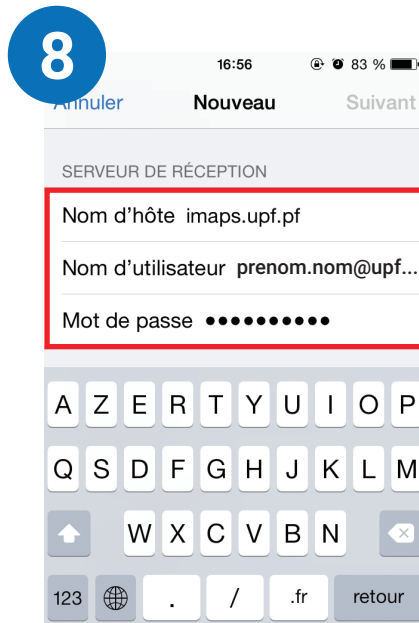 8
16:56 83 %
Annuler Nouveau Suivant
SERVEUR DE RÉCEPTION
Nom d’hôte imaps.upf.pf
Nom d’utilisateur prenom.nom@upf...
Mot de passe ●●●●●●●●●●
A Z E R T Y U I O P
Q S D F G H J K L M
W X C V B N
123 . / .fr retour